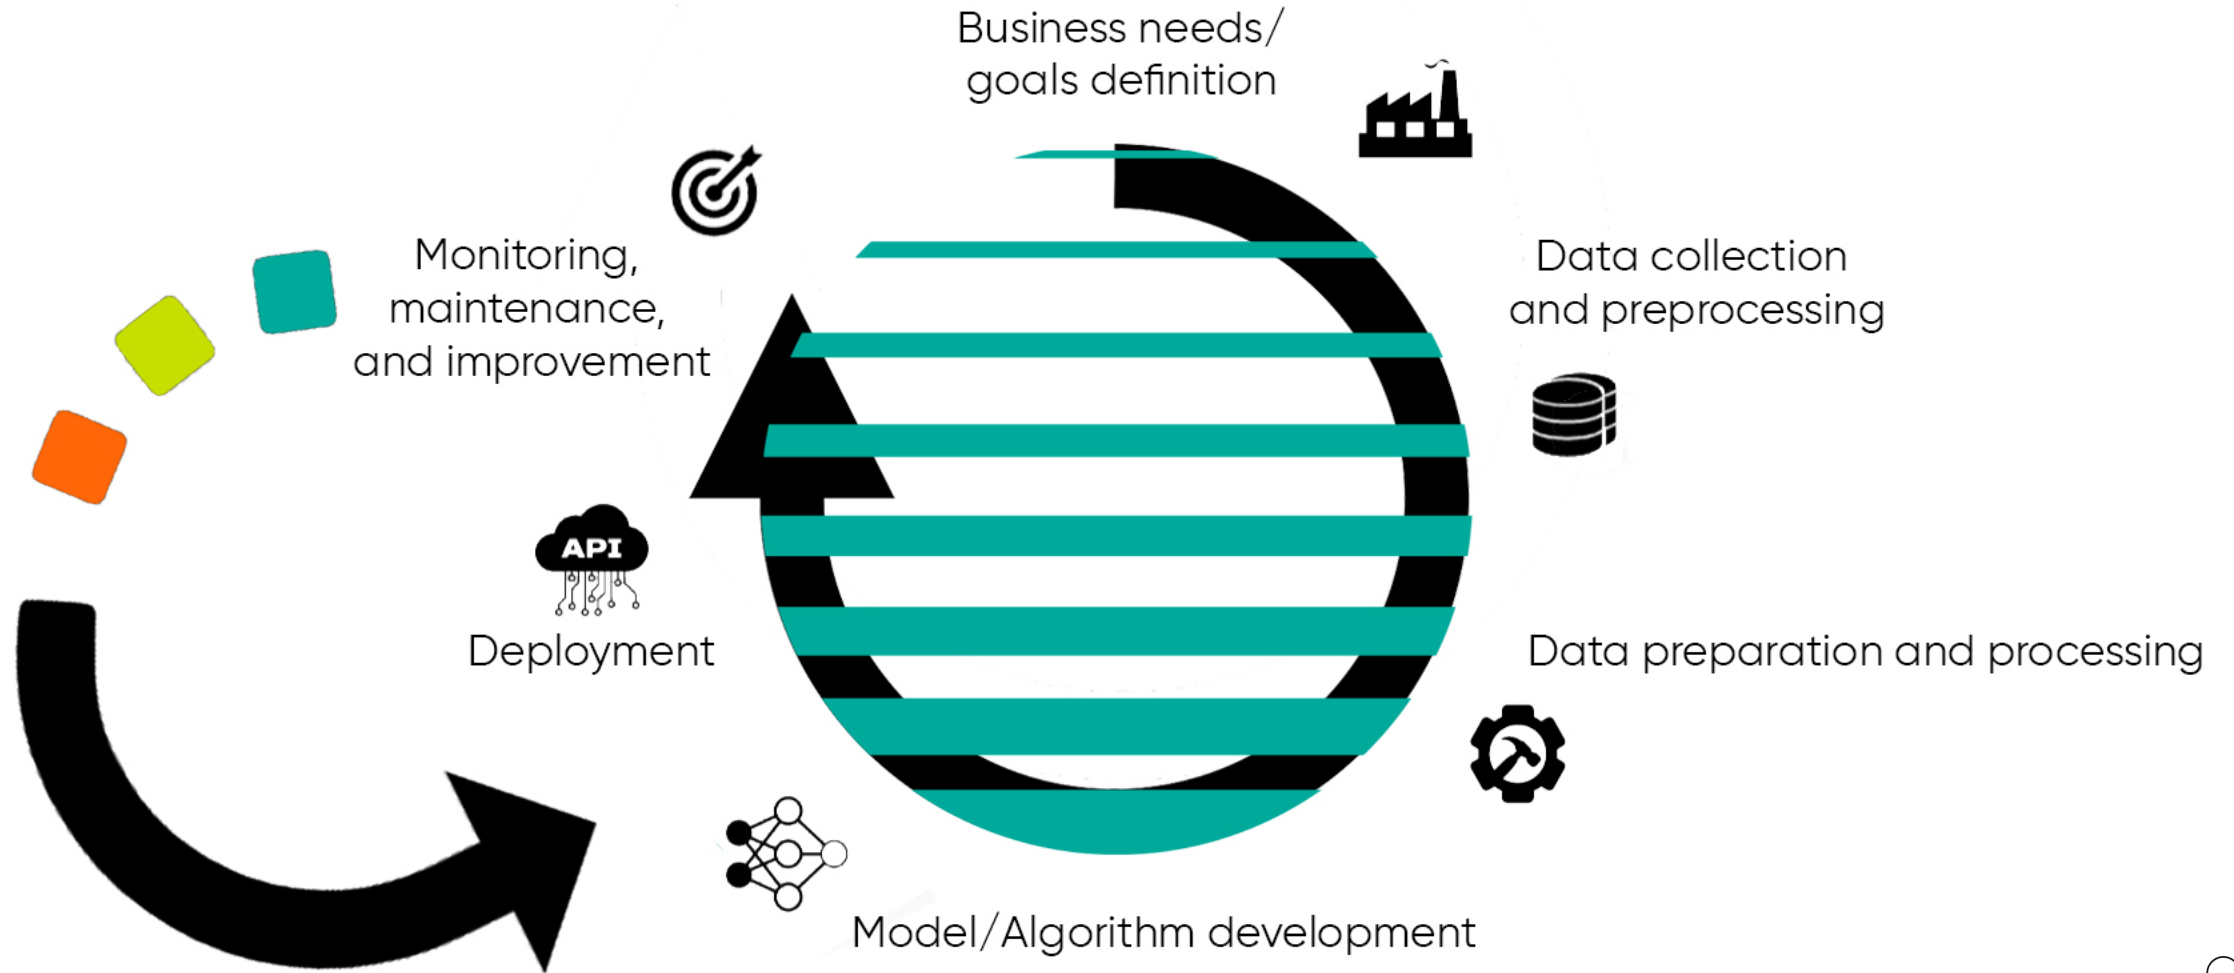 Business needs/
goals definition
Data collection
and preprocessing
Data preparation and processing
Model/Algorithm development
API
Deployment
Monitoring,
maintenance,
and improvement